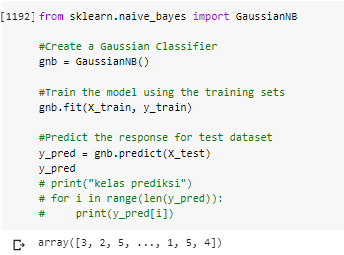 [1192] from sklearn.naive_bayes import GaussianNB
#Create a Gaussian Classifier
gnb = GaussianNB()
#Train the model using the training sets
gnb.fit(X_train, y_train)
#Predict the response for test dataset
y_pred = gnb.predict(X_test)
y_pred
# print("kelas prediksi")
# for i in range(len(y_pred)):
#     print(y_pred[i])
array([3, 2, 5, ..., 1, 5, 4])